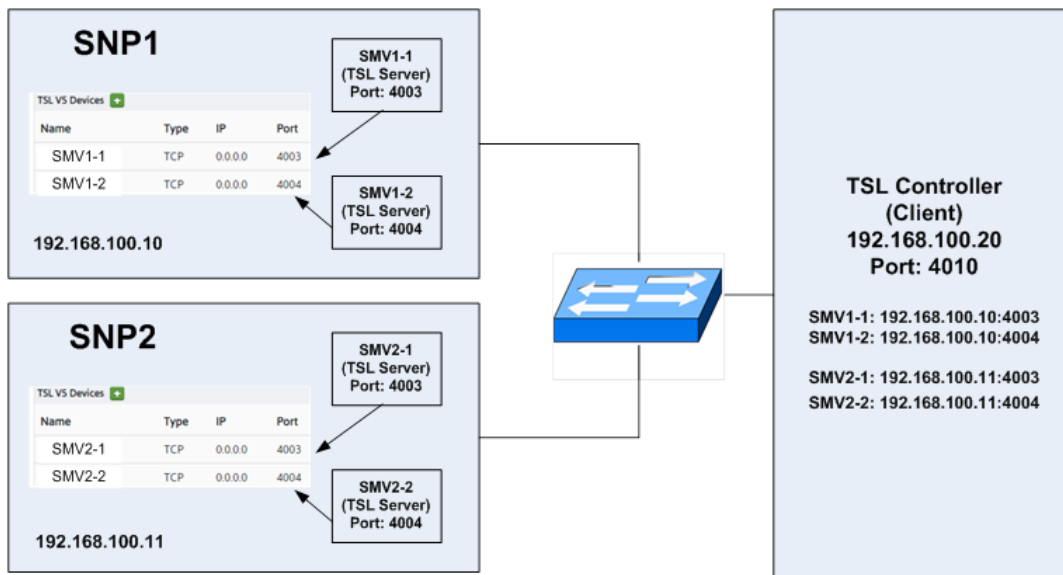 SNP1
SMV1-1
(TSL Server)
Port: 4003
TSL V5 Devices +
Name Type IP Port
SMV1-1 TCP 0.0.0.0 4003
SMV1-2 TCP 0.0.0.0 4004
SMV1-2
(TSL Server)
Port: 4004
192.168.100.10
SNP2
SMV2-1
(TSL Server)
Port: 4003
TSL V5 Devices +
Name Type IP Port
SMV2-1 TCP 0.0.0.0 4003
SMV2-2 TCP 0.0.0.0 4004
SMV2-2
(TSL Server)
Port: 4004
192.168.100.11
TSL Controller
(Client)
192.168.100.20
Port: 4010
SMV1-1: 192.168.100.10:4003
SMV1-2: 192.168.100.10:4004
SMV2-1: 192.168.100.11:4003
SMV2-2: 192.168.100.11:4004